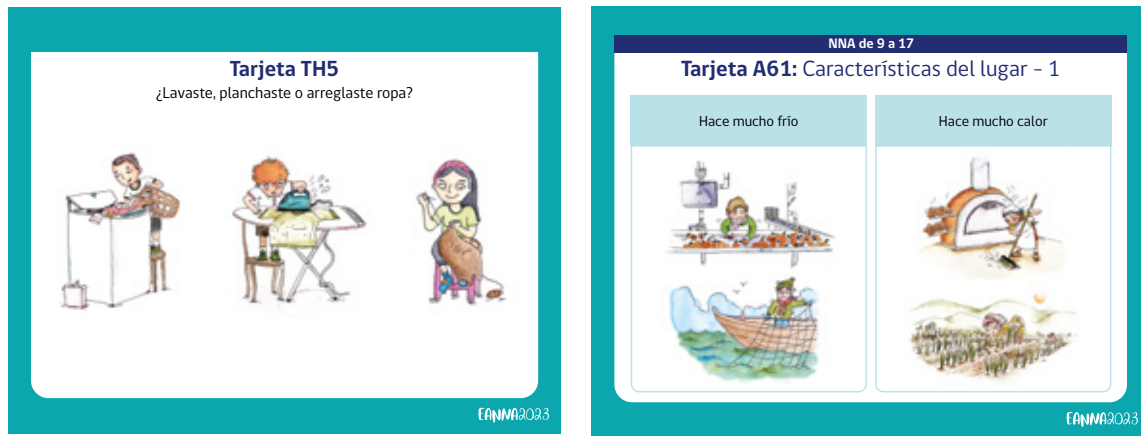 Tarjeta TH5
¿Lavaste, planchaste o arreglaste ropa?
EANNA2023
NNA de 9 a 17
Tarjeta A61: Características del lugar – 1
Hace mucho frío
Hace mucho calor
EANNA2023